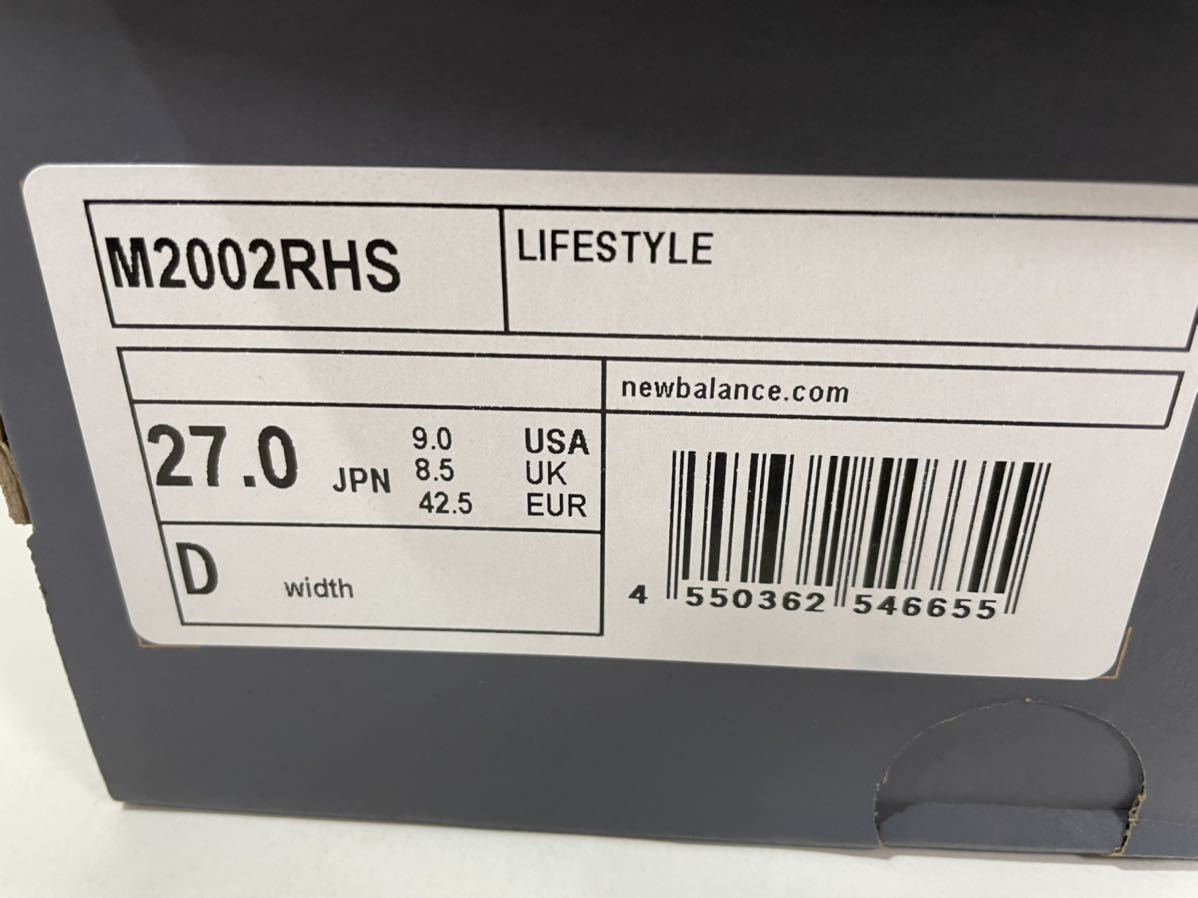 M2002RHS
LIFESTYLE
newbalance.com
27.0 JPN
9.0 USA
8.5 UK
42.5 EUR
D width
4 550362 546655